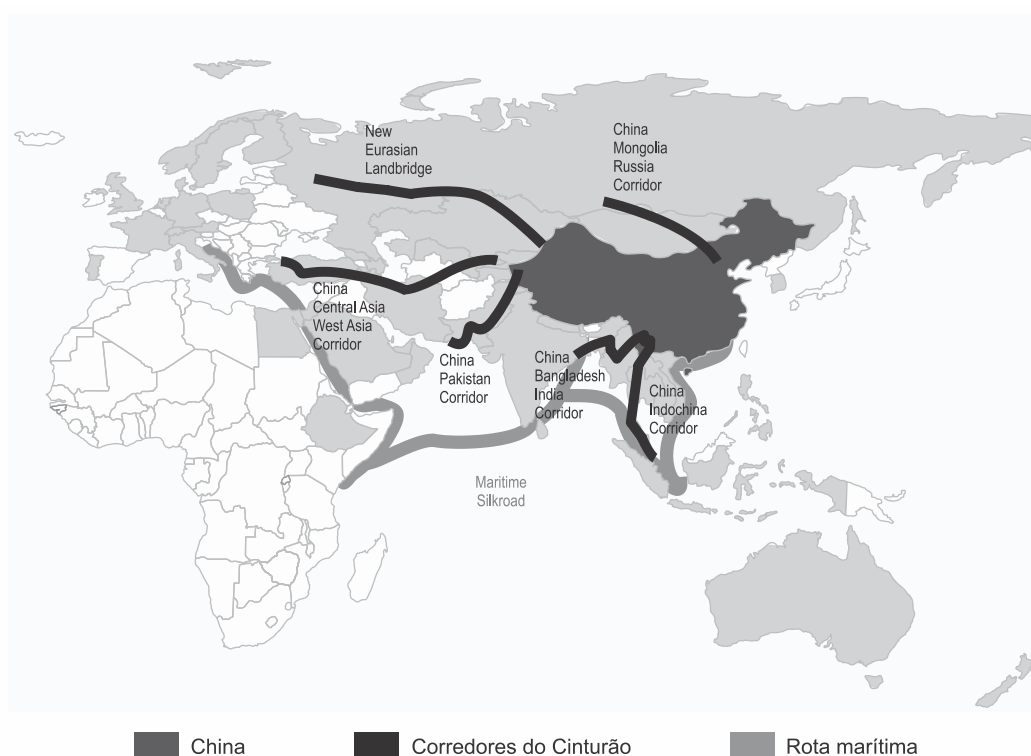 New
Eurasian
Landbridge
China
Mongolia
Russia
Corridor
China
Central Asia
West Asia
Corridor
China
Pakistan
Corridor
China
Bangladesh
India
Corridor
China
Indochina
Corridor
Maritime
Silkroad
China
Corredores do Cinturão
Rota marítima